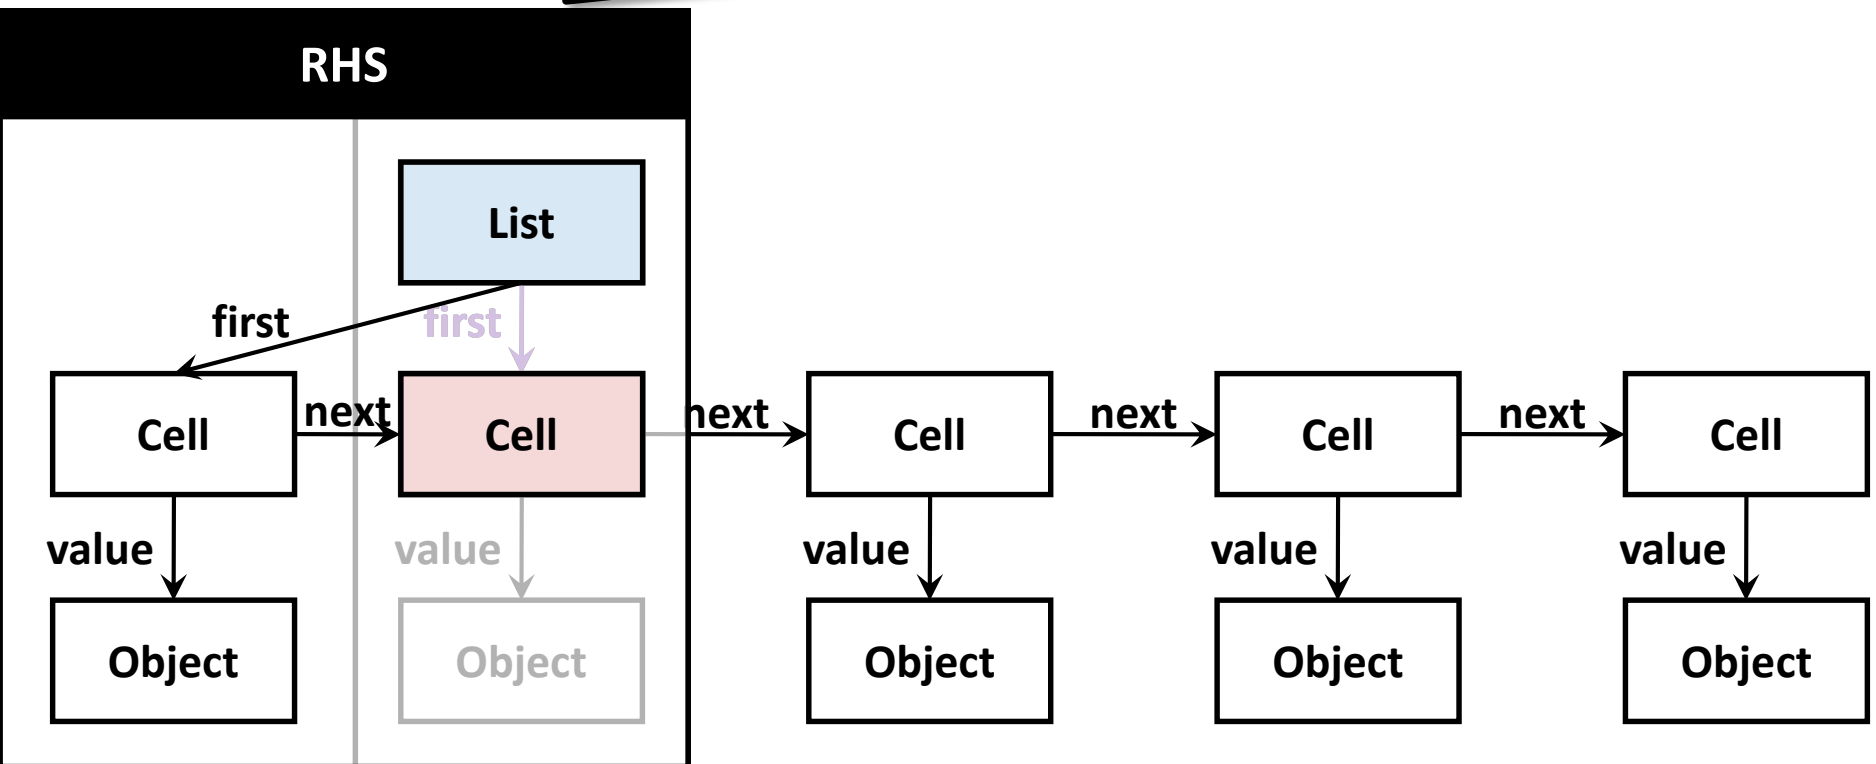 RHS
List
first first
next next next next
Cell Cell Cell Cell Cell
value value value value value
Object Object Object Object Object